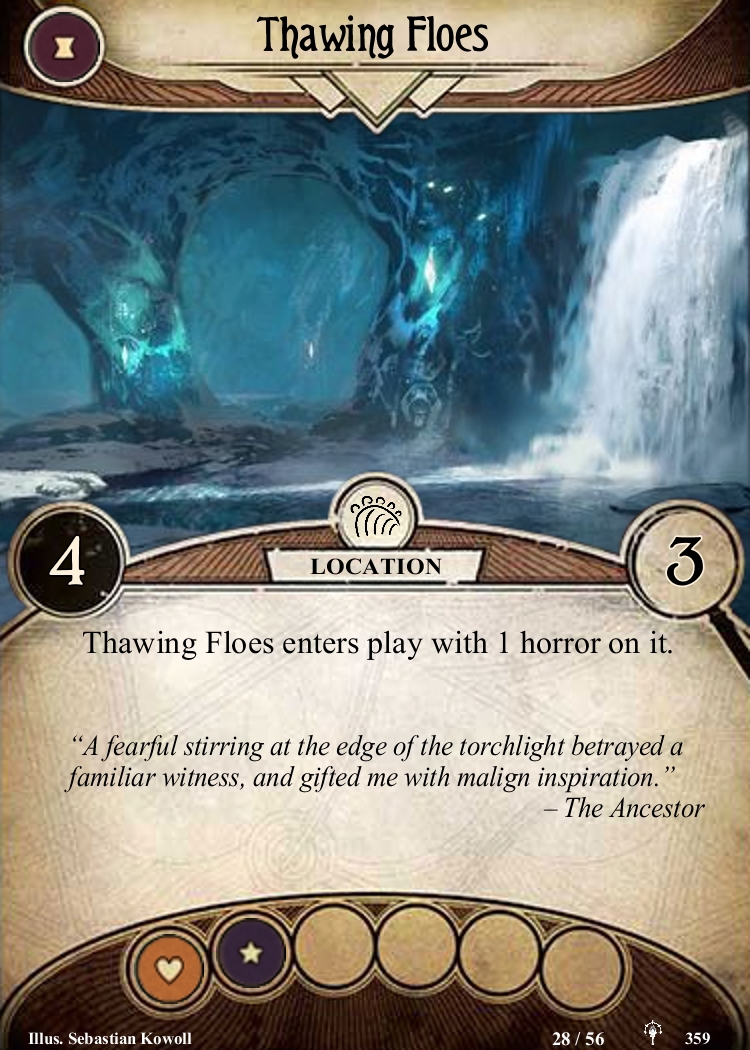 Thawing Floes
4
LOCATION
3
Thawing Floes enters play with 1 horror on it.
“A fearful stirring at the edge of the torchlight betrayed a
familiar witness, and gifted me with malign inspiration.”
– The Ancestor
Illus. Sebastian Kowoll
28 / 56
359